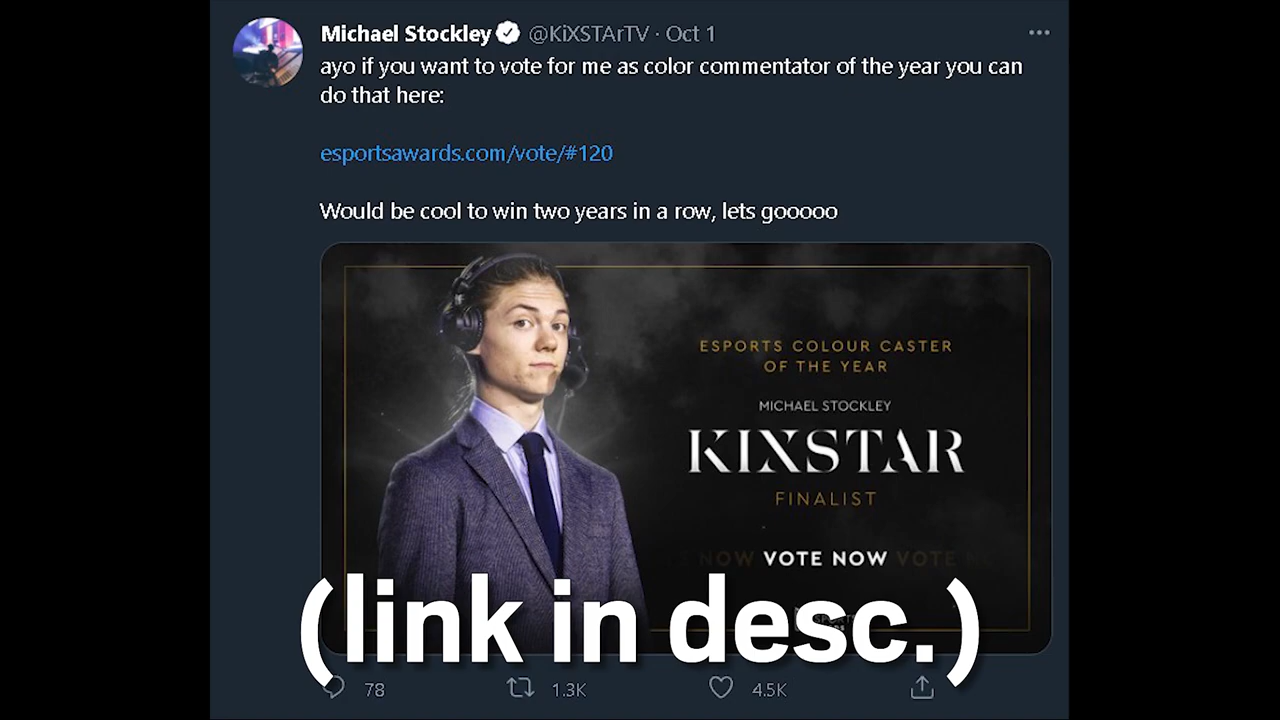 Michael Stockley @KiXSTArTV · Oct 1
ayo if you want to vote for me as color commentator of the year you can
do that here:
esportsawards.com/vote/#120
Would be cool to win two years in a row, lets gooooo
ESPORTS COLOUR CASTER
OF THE YEAR
MICHAEL STOCKLEY
KIXSTAR
FINALIST
NOW VOTE NOW VOTE
(link in desc.)
78 1.3K 4.5K